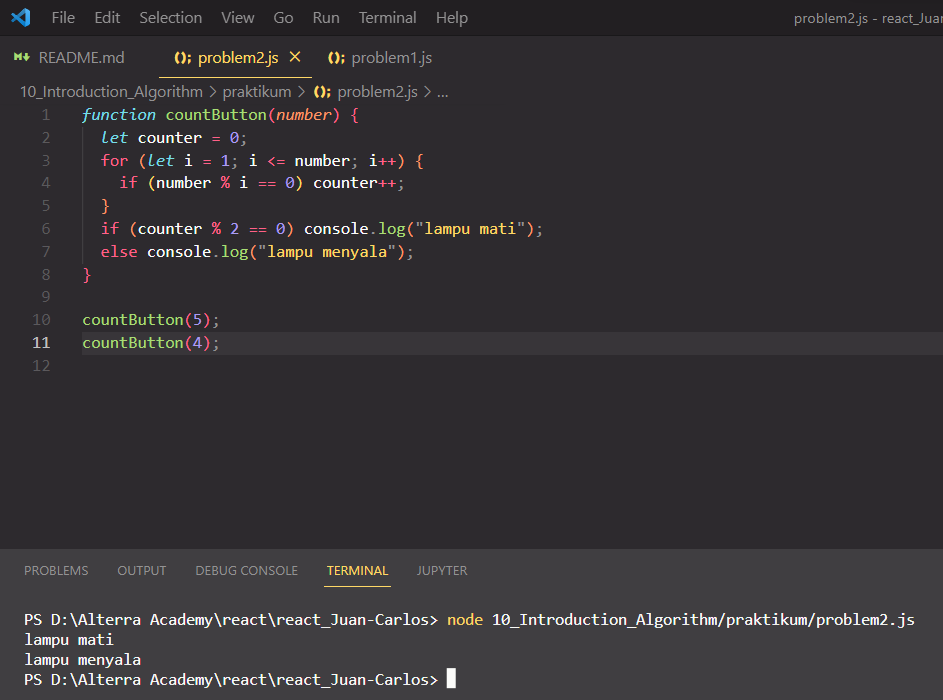 File Edit Selection View Go Run Terminal Help problem2.js - react_Juan
README.md (); problem2.js (); problem1.js
10_Introduction_Algorithm > praktikum > (); problem2.js > ...
1 function countButton(number) {
2 let counter = 0;
3 for (let i = 1; i <= number; i++) {
4 if (number % i == 0) counter++;
5 }
6 if (counter % 2 == 0) console.log("lampu mati");
7 else console.log("lampu menyala");
8 }
9
10 countButton(5);
11 countButton(4);
12
PROBLEMS OUTPUT DEBUG CONSOLE TERMINAL JUPYTER
PS D:\Alterra Academy\react\react_Juan-Carlos> node 10_Introduction_Algorithm/praktikum/problem2.js
lampu mati
lampu menyala
PS D:\Alterra Academy\react\react_Juan-Carlos>